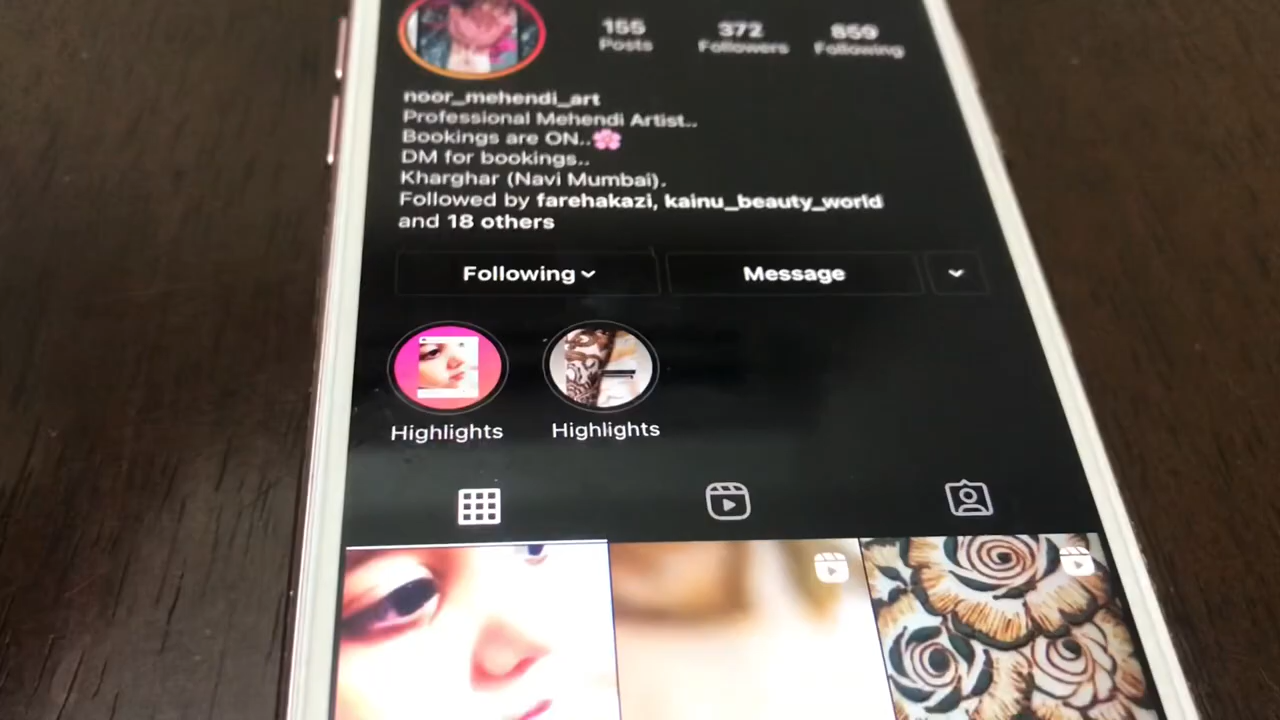 155 372 859
Posts Followers Following
noor_mehendi_art
Professional Mehendi Artist..
Bookings are ON..🌸
DM for bookings..
Kharghar (Navi Mumbai).
Followed by farehakazi, kainu_beauty_world
and 18 others
Following Message
Highlights Highlights